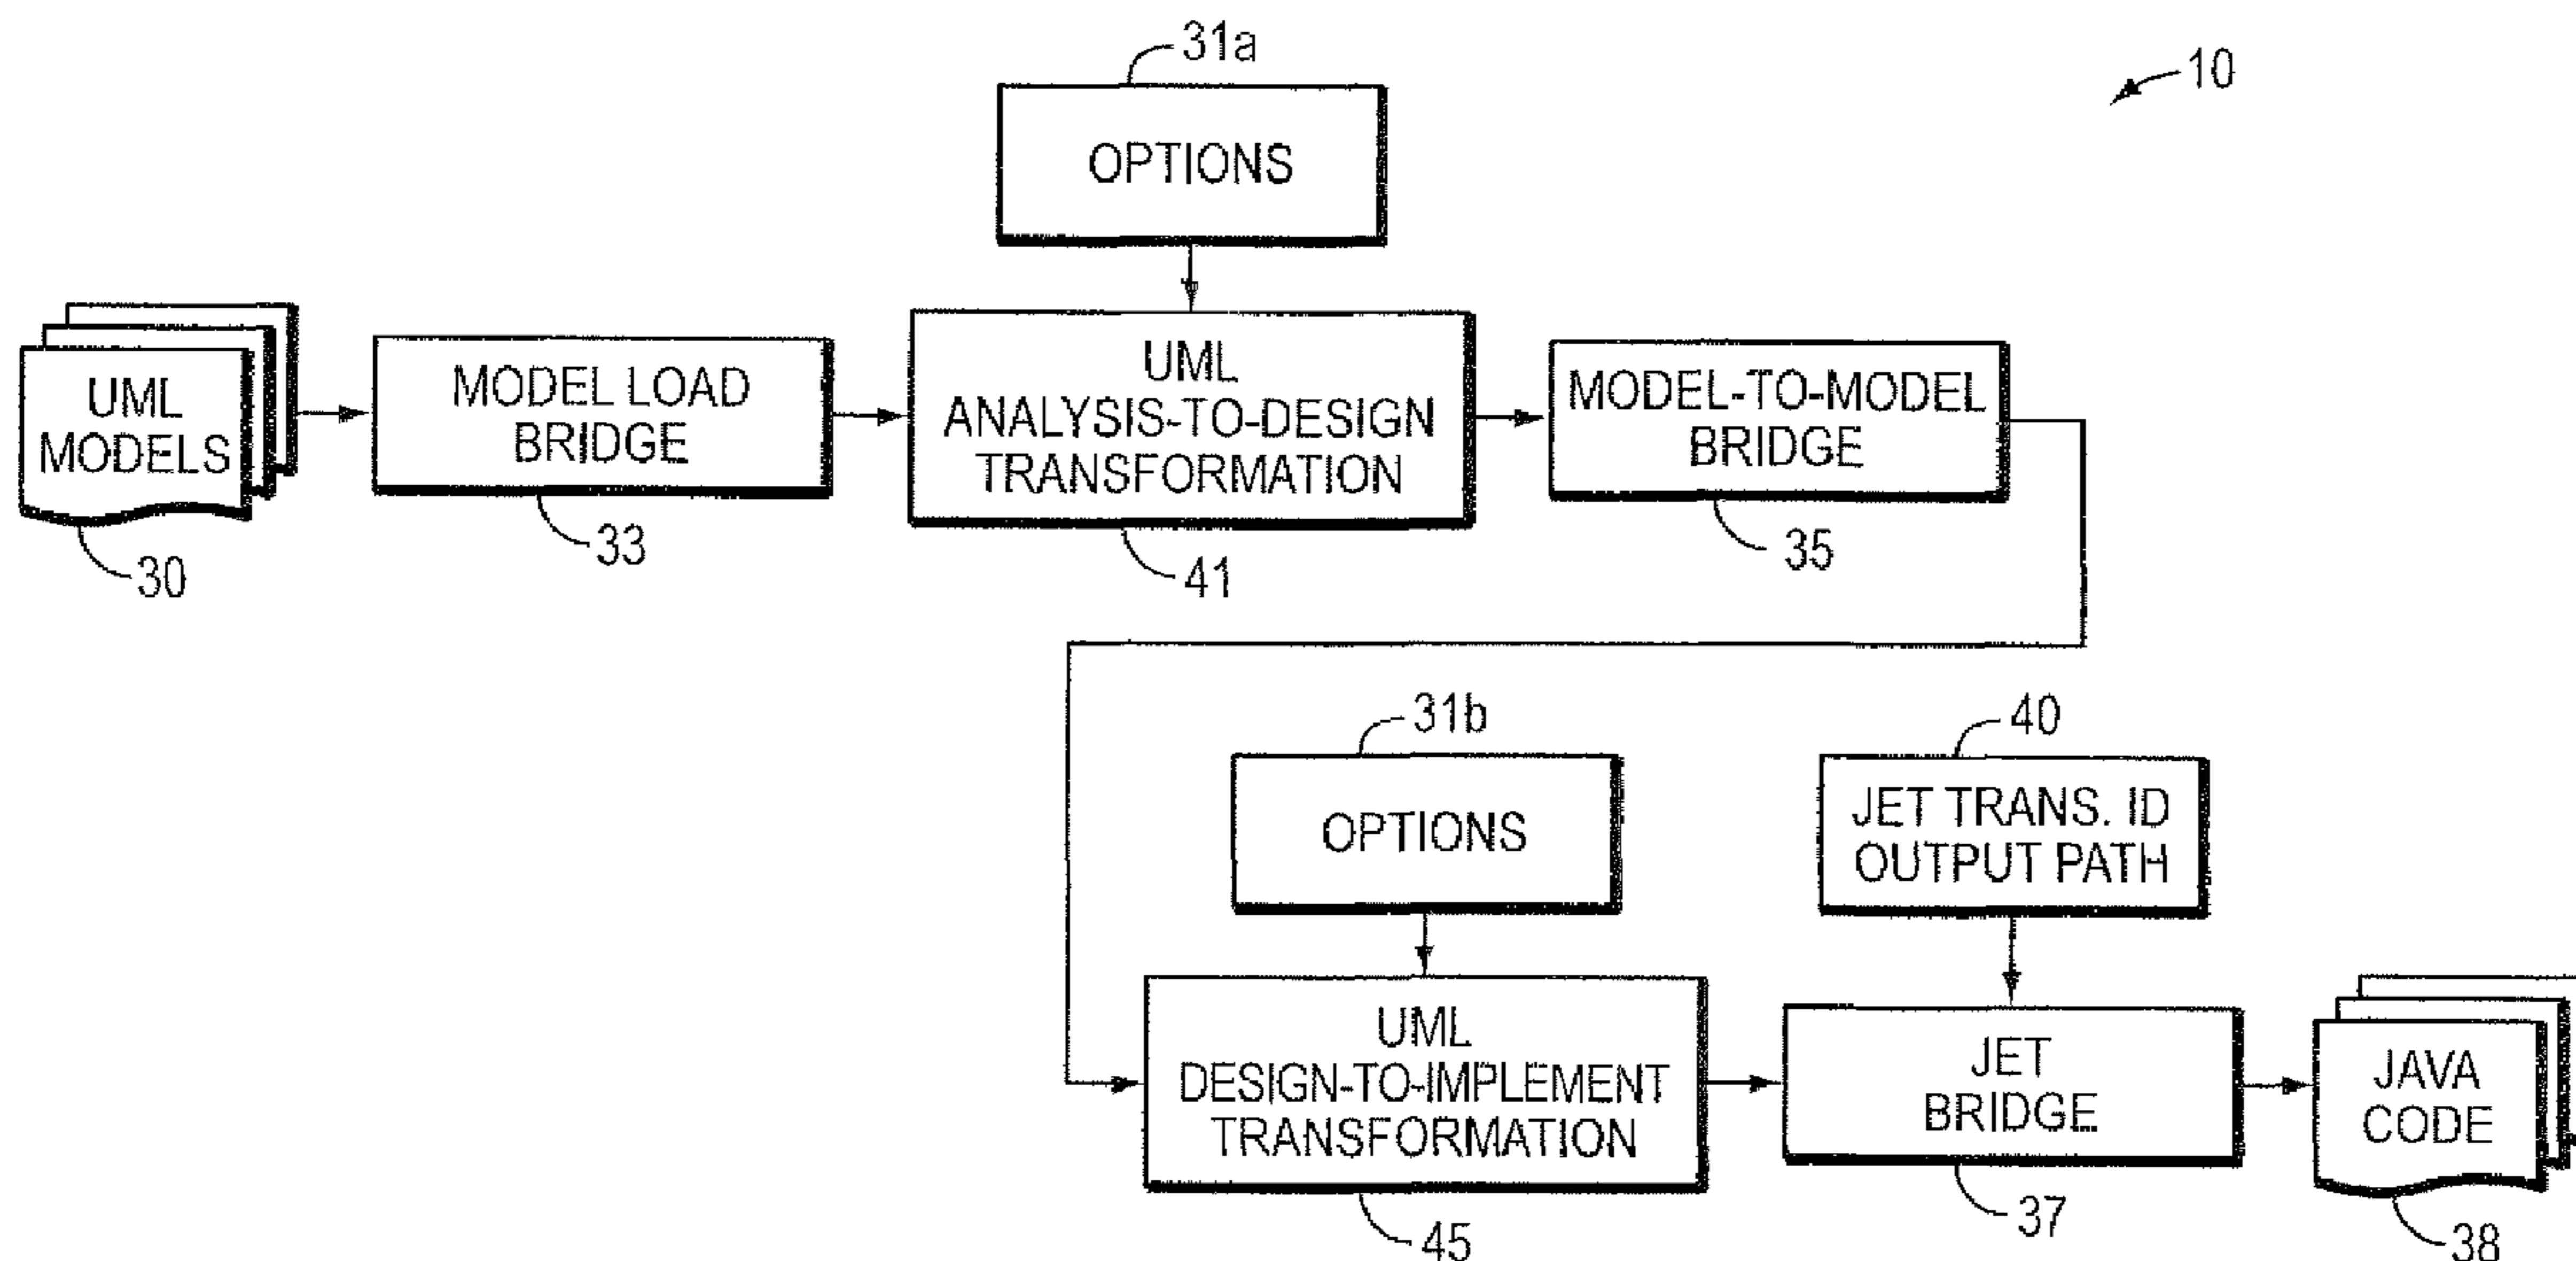 31a
10
OPTIONS
UML
MODELS
30
MODEL LOAD
BRIDGE
33
UML
ANALYSIS-TO-DESIGN
TRANSFORMATION
41
MODEL-TO-MODEL
BRIDGE
35
31b
OPTIONS
40
JET TRANS. ID
OUTPUT PATH
UML
DESIGN-TO-IMPLEMENT
TRANSFORMATION
45
JET
BRIDGE
37
JAVA
CODE
38